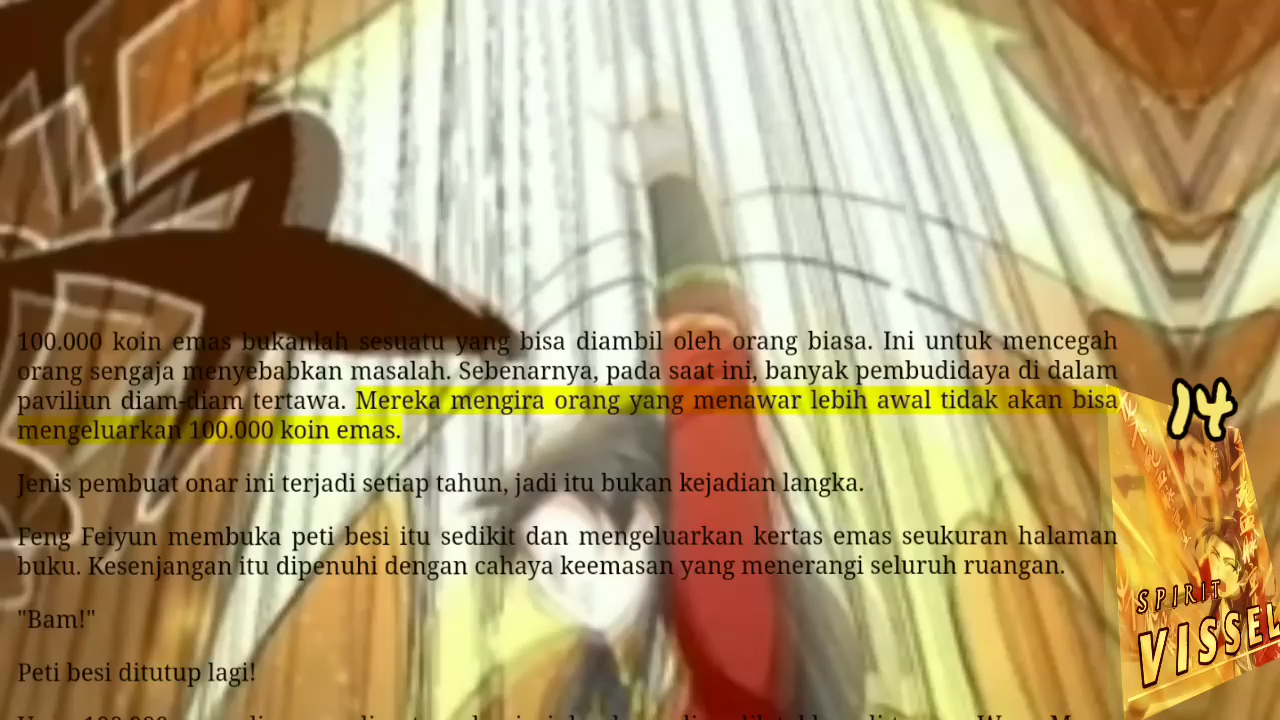 100.000 koin emas bukanlah sesuatu yang bisa diambil oleh orang biasa. Ini untuk mencegah
orang sengaja menyebabkan masalah. Sebenarnya, pada saat ini, banyak pembudidaya di dalam
paviliun diam-diam tertawa. Mereka mengira orang yang menawar lebih awal tidak akan bisa
mengeluarkan 100.000 koin emas.
Jenis pembuat onar ini terjadi setiap tahun, jadi itu bukan kejadian langka.
Feng Feiyun membuka peti besi itu sedikit dan mengeluarkan kertas emas seukuran halaman
buku. Kesenjangan itu dipenuhi dengan cahaya keemasan yang menerangi seluruh ruangan.
"Bam!"
Peti besi ditutup lagi!
14
SPIRIT
VISSEL